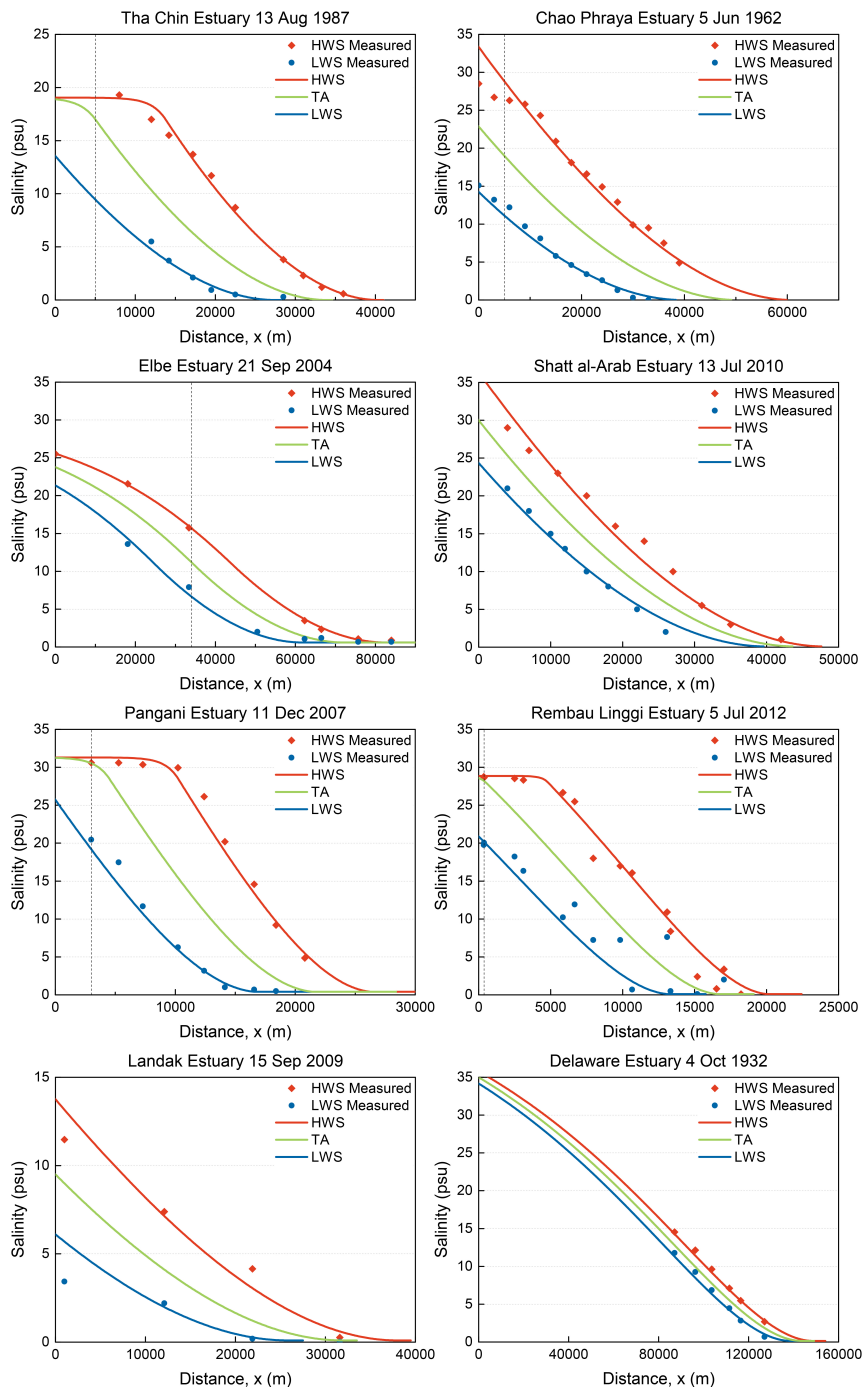 Tha Chin Estuary 13 Aug 1987
25
20
15
10
5
0
Salinity (psu)
HWS Measured
LWS Measured
HWS
TA
LWS
0
10000
20000
30000
40000
Distance, x (m)
Chao Phraya Estuary 5 Jun 1962
35
30
25
20
15
10
5
0
Salinity (psu)
HWS Measured
LWS Measured
HWS
TA
LWS
0
20000
40000
60000
Distance, x (m)
Elbe Estuary 21 Sep 2004
35
30
25
20
15
10
5
0
Salinity (psu)
HWS Measured
LWS Measured
HWS
TA
LWS
0
20000
40000
60000
80000
Distance, x (m)
Shatt al-Arab Estuary 13 Jul 2010
35
30
25
20
15
10
5
0
Salinity (psu)
HWS Measured
LWS Measured
HWS
TA
LWS
0
10000
20000
30000
40000
50000
Distance, x (m)
Pangani Estuary 11 Dec 2007
35
30
25
20
15
10
5
0
Salinity (psu)
HWS Measured
LWS Measured
HWS
TA
LWS
0
10000
20000
30000
Distance, x (m)
Rembau Linggi Estuary 5 Jul 2012
35
30
25
20
15
10
5
0
Salinity (psu)
HWS Measured
LWS Measured
HWS
TA
LWS
0
5000
10000
15000
20000
25000
Distance, x (m)
Landak Estuary 15 Sep 2009
15
10
5
0
Salinity (psu)
HWS Measured
LWS Measured
HWS
TA
LWS
0
10000
20000
30000
40000
Distance, x (m)
Delaware Estuary 4 Oct 1932
35
30
25
20
15
10
5
0
Salinity (psu)
HWS Measured
LWS Measured
HWS
TA
LWS
0
40000
80000
120000
160000
Distance, x (m)